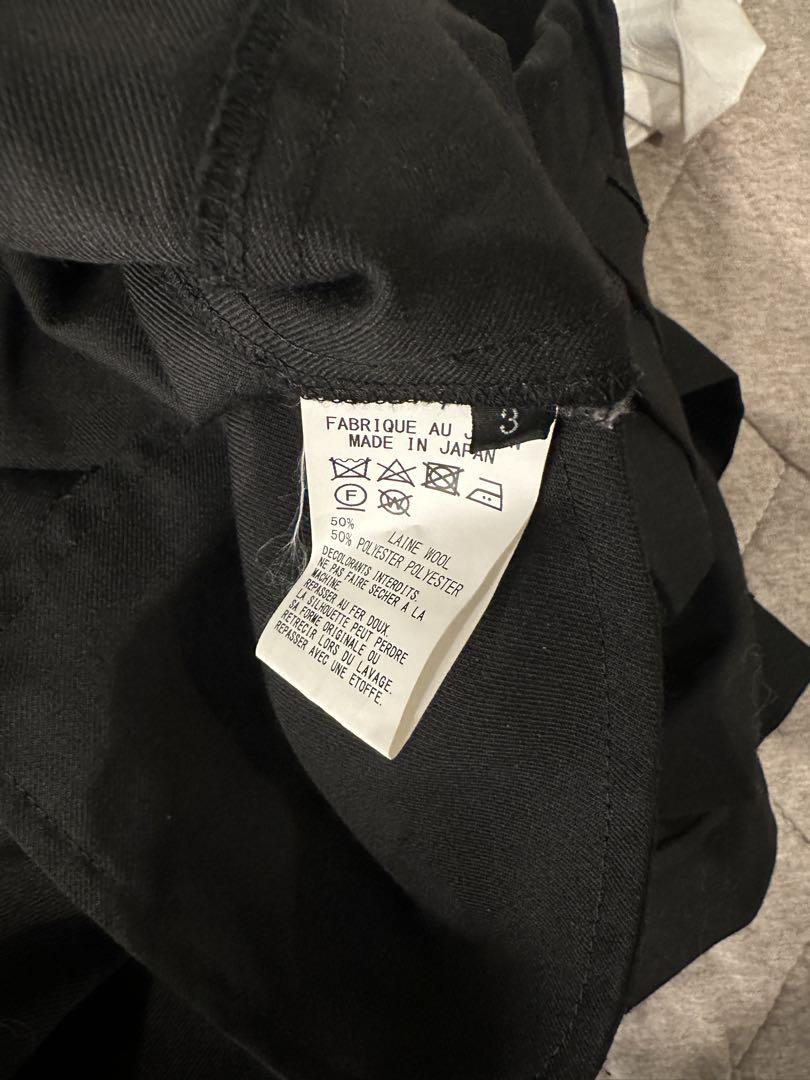 FABRIQUE AU
MADE IN JAPAN
3
F
W
50% LAINE WOOL
50% POLYESTER POLYESTER
DECOLORANTS INTERDITS.
NE PAS FAIRE SECHER A LA
MACHINE.
REPASSER AU FER DOUX.
LA SILHOUETTE PEUT PERDRE
SA FORME ORIGINALE OU
RETRECIR LORS DU LAVAGE.
REPASSER AVEC UNE ETOFFE.